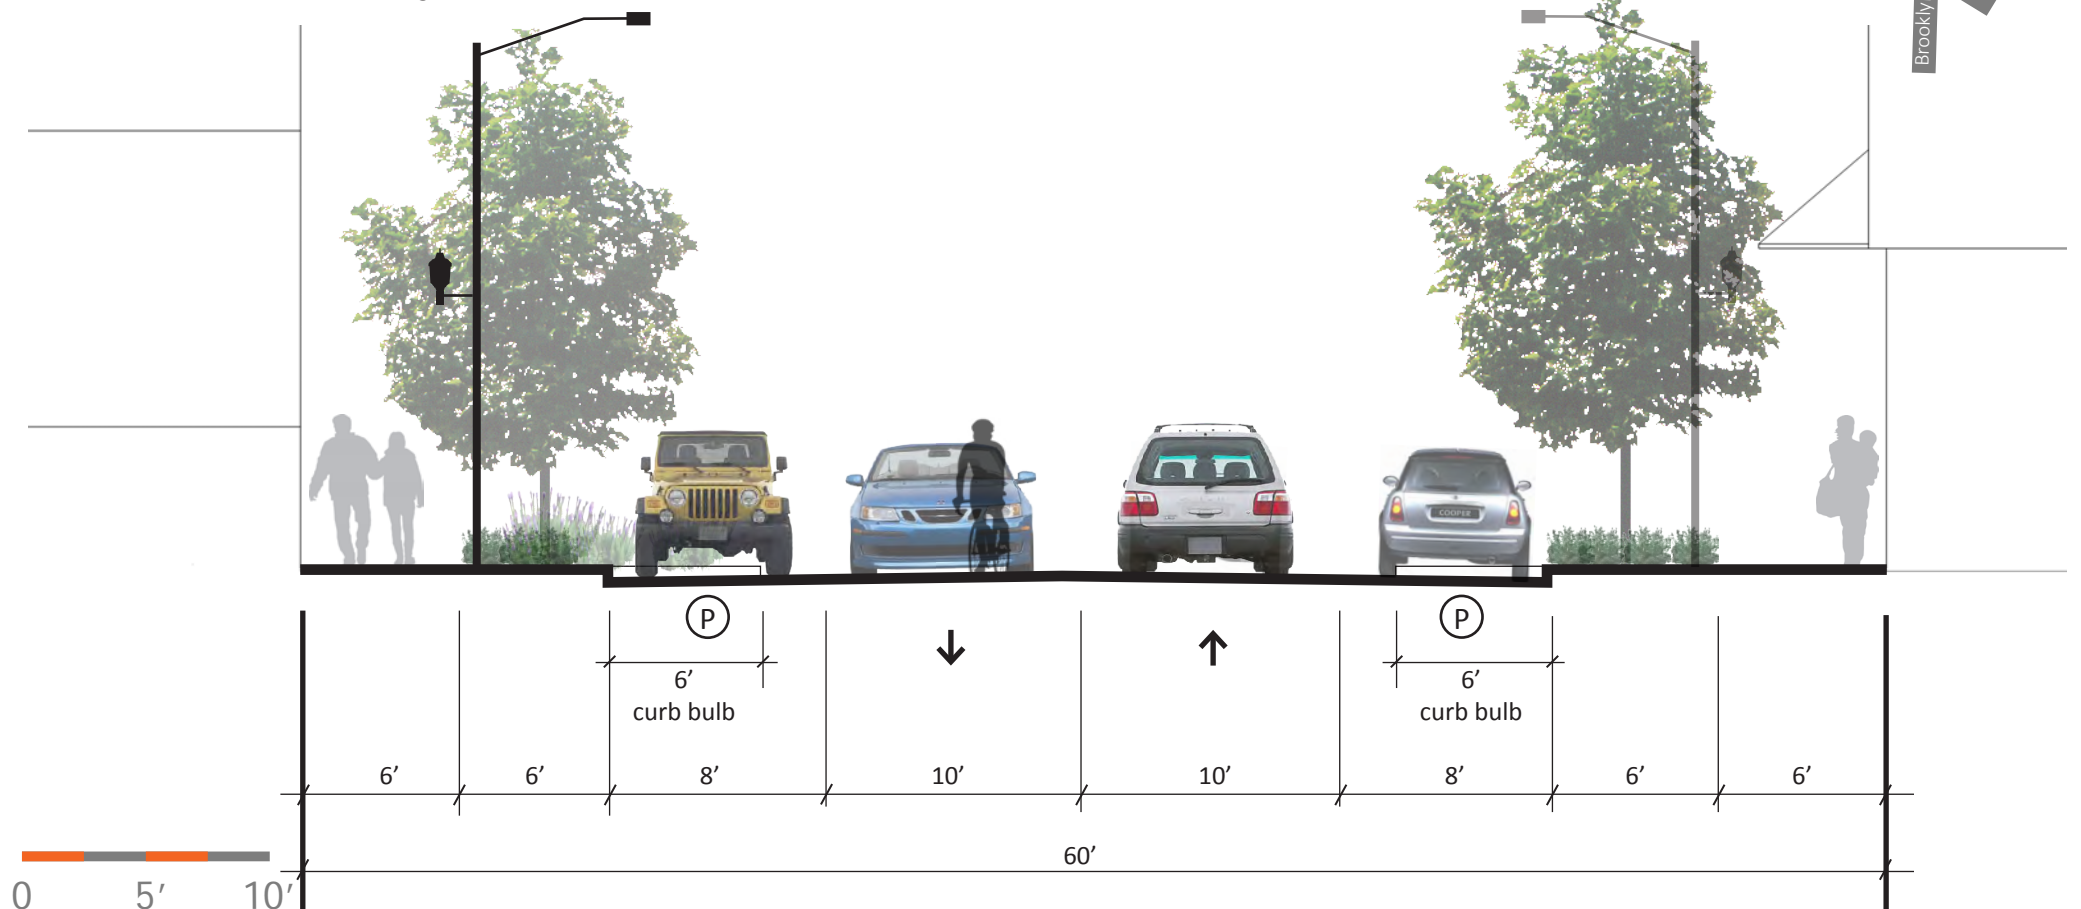 Brookly
COOPER
P
P
6’
6’
curb bulb
curb bulb
6’
6’
8’
10’
10’
8’
6’
6’
60’
0
5’
10’